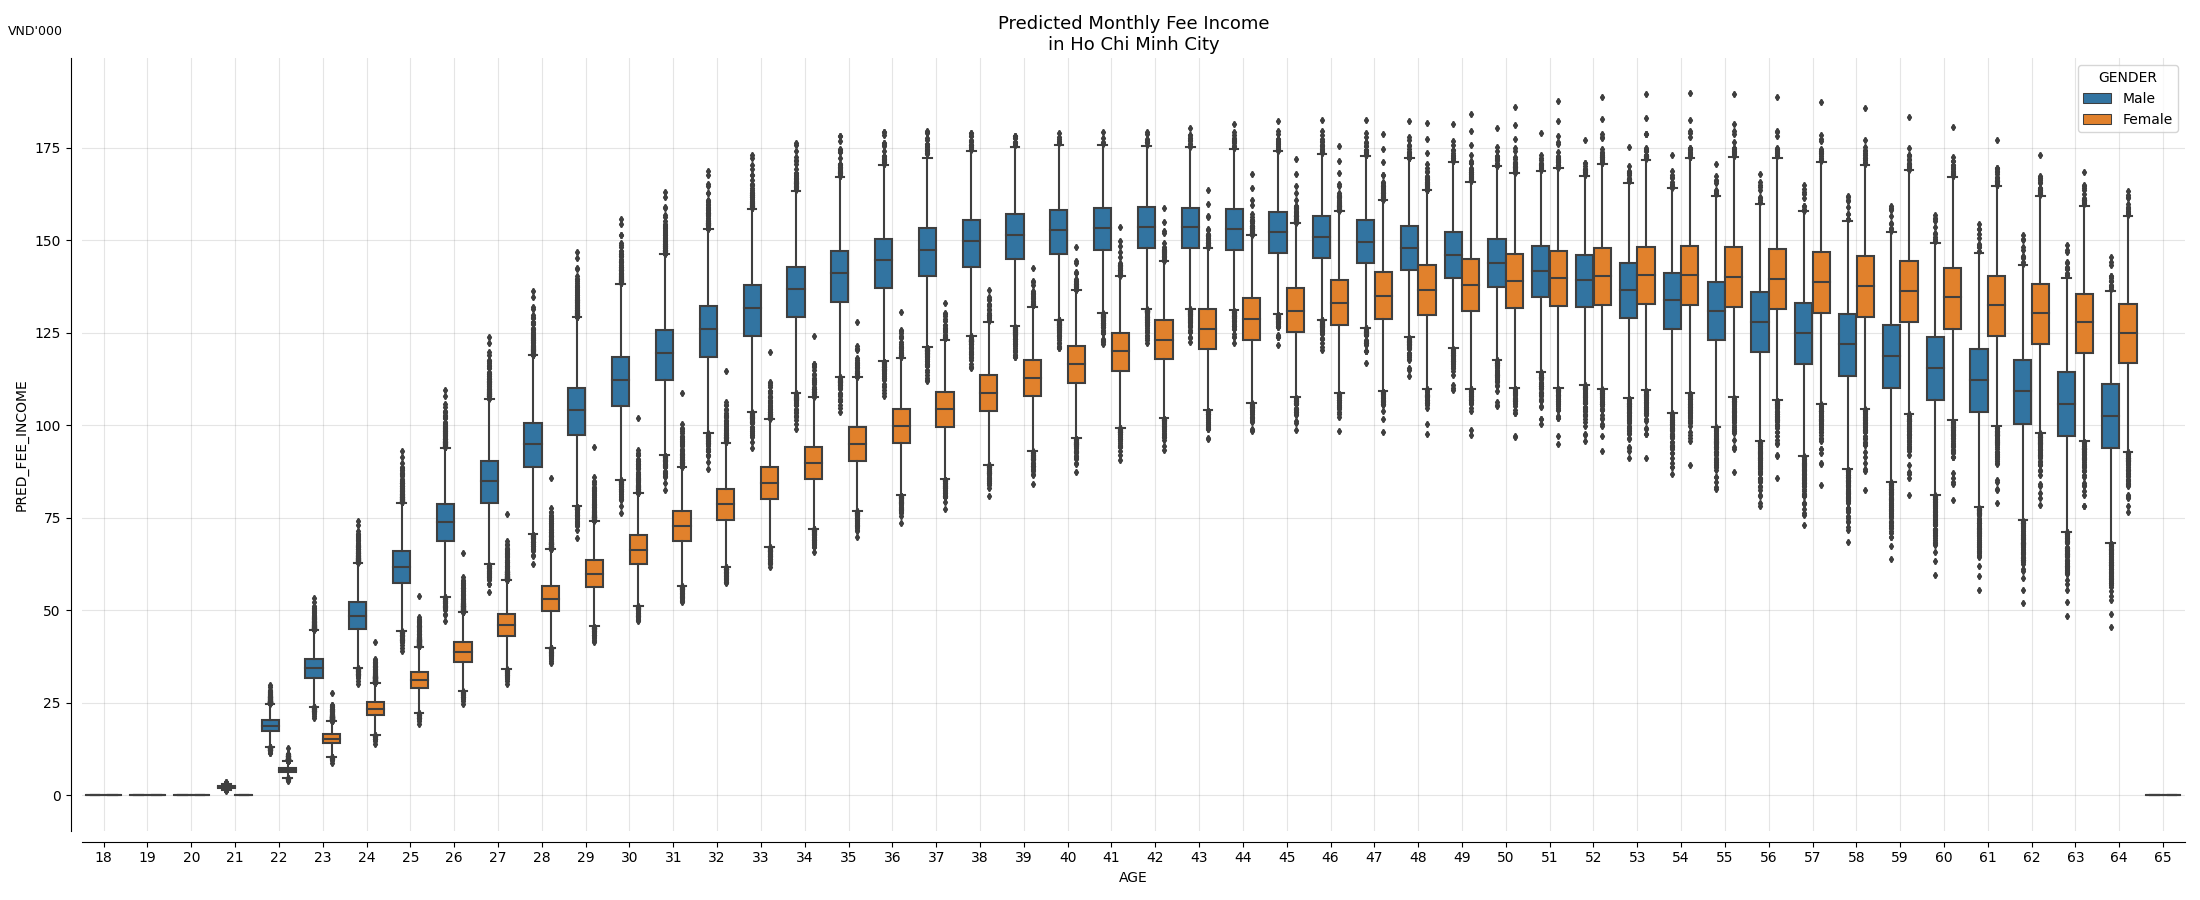 VND'000
Predicted Monthly Fee Income
in Ho Chi Minh City
GENDER
Male
Female
PRED_FEE_INCOME
175
150
125
100
75
50
25
0
18 19 20 21 22 23 24 25 26 27 28 29 30 31 32 33 34 35 36 37 38 39 40 41 42 43 44 45 46 47 48 49 50 51 52 53 54 55 56 57 58 59 60 61 62 63 64 65
AGE